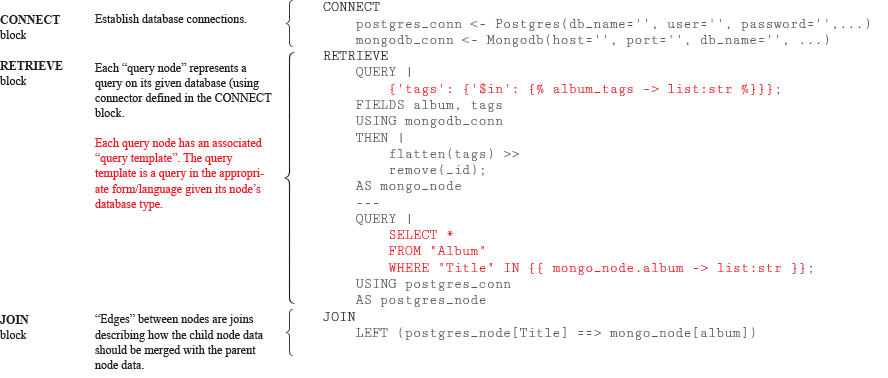 CONNECT
block
Establish database connections.
CONNECT
postgres_conn <- Postgres(db_name='', user='', password='',...)
mongodb_conn <- Mongodb(host='', port='', db_name='', ...)
RETRIEVE
block
Each “query node” represents a
query on its given database (using
connector defined in the CONNECT
block.
Each query node has an associated
“query template”. The query
template is a query in the appropri-
ate form/language given its node’s
database type.
RETRIEVE
QUERY |
{'tags': {'$in': {% album_tags -> list:str %}}};
FIELDS album, tags
USING mongodb_conn
THEN |
flatten(tags) >>
remove(_id);
AS mongo_node
---
QUERY |
SELECT *
FROM "Album"
WHERE "Title" IN {{ mongo_node.album -> list:str }};
USING postgres_conn
AS postgres_node
JOIN
block
“Edges” between nodes are joins
describing how the child node data
should be merged with the parent
node data.
JOIN
LEFT (postgres_node[Title] ==> mongo_node[album])